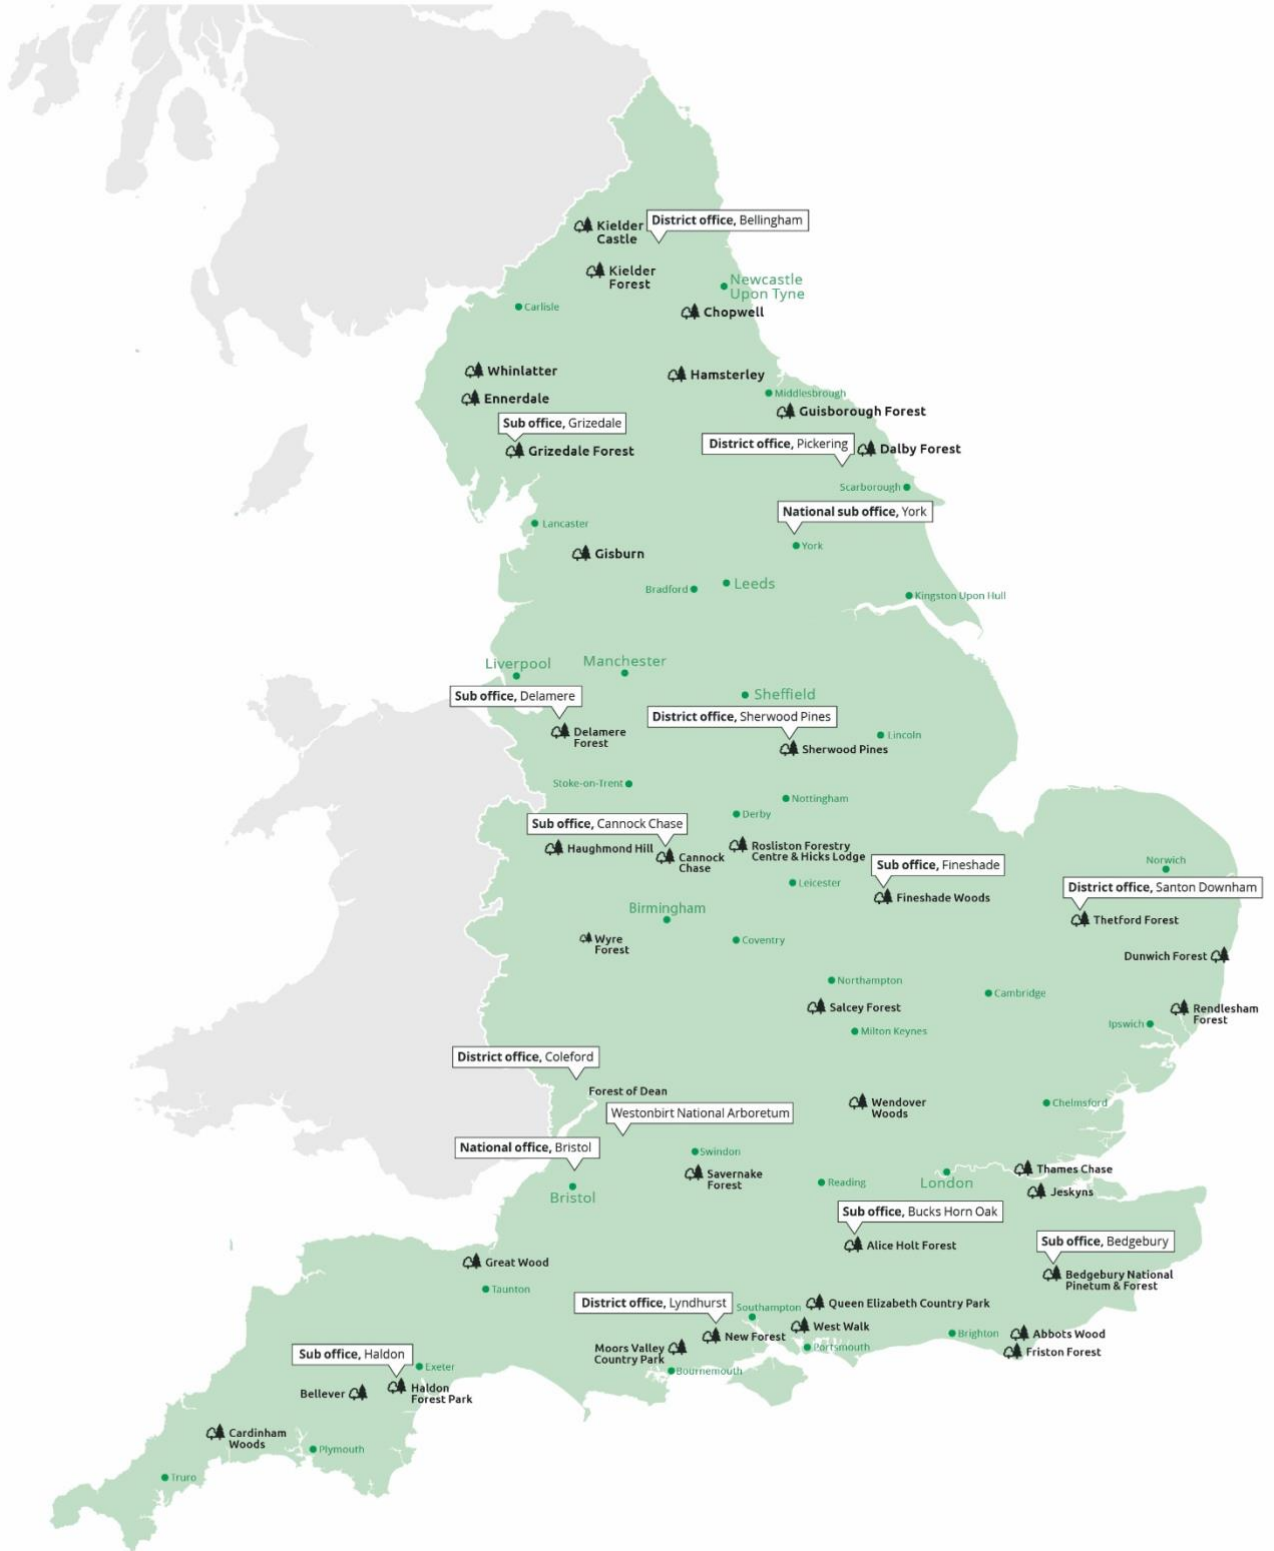 Kielder
Castle
District office, Bellingham
Kielder
Forest
Newcastle
Upon Tyne
Carlisle
Chopwell
Whinlatter
Hamsterley
Ennerdale
Middlesbrough
Guisborough Forest
Sub office, Grizedale
Grizedale Forest
District office, Pickering
Dalby Forest
Scarborough
National sub office, York
Lancaster
York
Gisburn
Bradford
Leeds
Kingston Upon Hull
Liverpool
Manchester
Sub office, Delamere
Sheffield
District office, Sherwood Pines
Delamere
Forest
Lincoln
Sherwood Pines
Stoke-on-Trent
Nottingham
Derby
Sub office, Cannock Chase
Haughmond Hill
Cannock
Chase
Rosliston Forestry
Centre & Hicks Lodge
Sub office, Fineshade
Norwich
Leicester
Fineshade Woods
District office, Santon Downham
Birmingham
Thetford Forest
Wyre
Forest
Coventry
Dunwich Forest
Northampton
Cambridge
Salcey Forest
Rendlesham
Forest
Milton Keynes
Ipswich
District office, Coleford
Forest of Dean
Wendover
Woods
Chelmsford
Westonbirt National Arboretum
National office, Bristol
Swindon
Savernake
Forest
Thames Chase
Bristol
Reading
London
Jeskyns
Sub office, Bucks Horn Oak
Alice Holt Forest
Sub office, Bedgebury
Great Wood
Bedgebury National
Pinetum & Forest
Taunton
District office, Lyndhurst
Southampton
Queen Elizabeth Country Park
New Forest
West Walk
Brighton
Abbots Wood
Moors Valley
Country Park
Portsmouth
Friston Forest
Sub office, Haldon
Exeter
Bournemouth
Bellever
Haldon
Forest Park
Cardinham
Woods
Plymouth
Truro